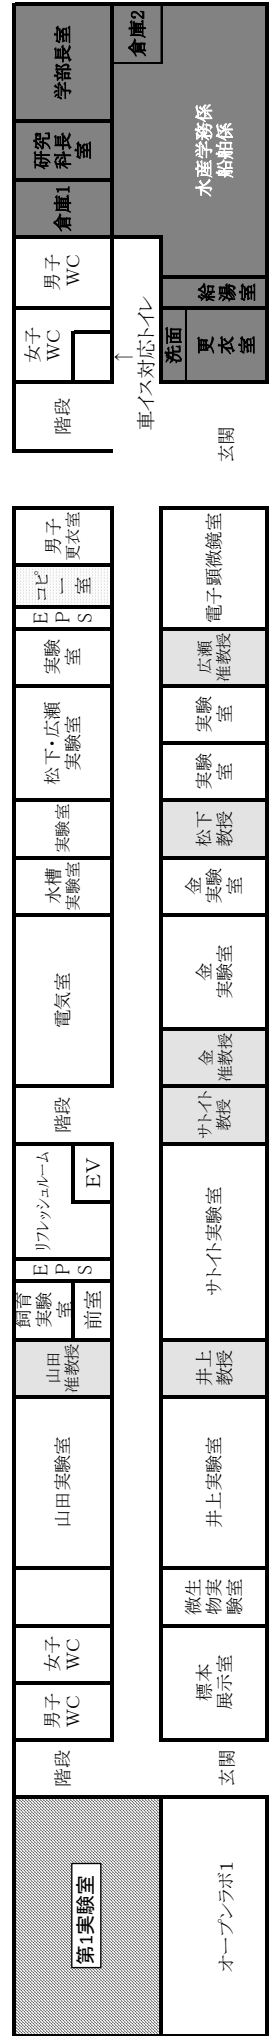 学部長室
研究
科長
室
倉庫1
男子
WC
女子
WC
階段
倉庫2
水産学務係
船舶係
給
湯
室
洗面
更
衣
室
↑
車イス対応トイレ
玄関
男子
更衣室
コピ
ー
室
E
P
S
実験
室
松下・広瀬
実験室
実験室
水槽
実験室
電気室
階段
リフレッシュルーム
EV
E
P
S
飼育
実験
室
前室
山田
准教授
山田実験室
女子
WC
男子
WC
階段
第1実験室
電子顕微鏡室
広瀬
准教授
実験
室
実験
室
松下
教授
金
実験
室
金
実験室
金
准教授
サトイト
教授
サトイト実験室
井上
教授
井上実験室
微生
物実
験室
標本
展示室
玄関
オープンラボ1